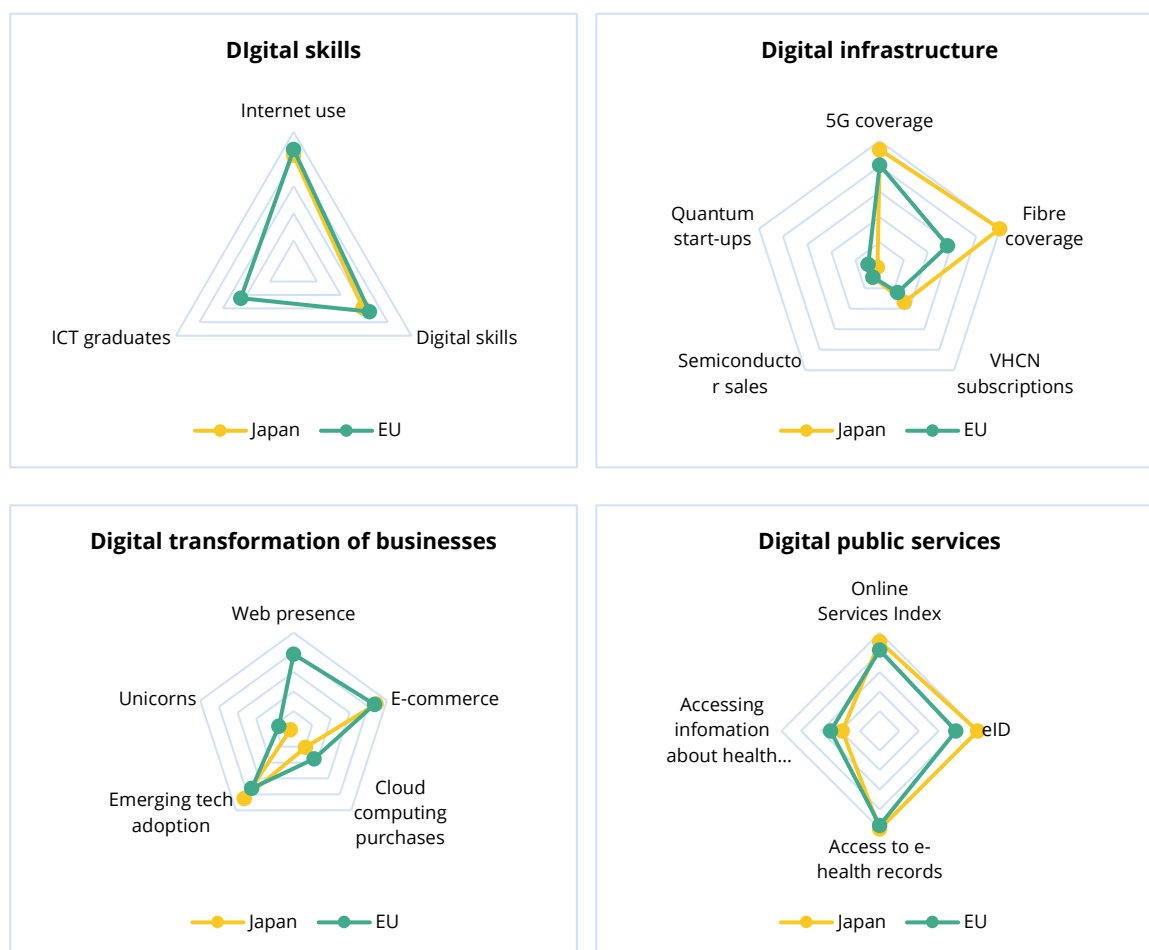 DIgital skills
Internet use
ICT graduates
Digital skills
Japan
EU
Digital infrastructure
5G coverage
Quantum
start-ups
Fibre
coverage
Semiconducto
r sales
VHCN
subscriptions
Japan
EU
Digital transformation of businesses
Web presence
Unicorns
E-commerce
Emerging tech
adoption
Cloud
computing
purchases
Japan
EU
Digital public services
Online
Services Index
Accessing
infomation
about health...
eID
Access to e-
health records
Japan
EU